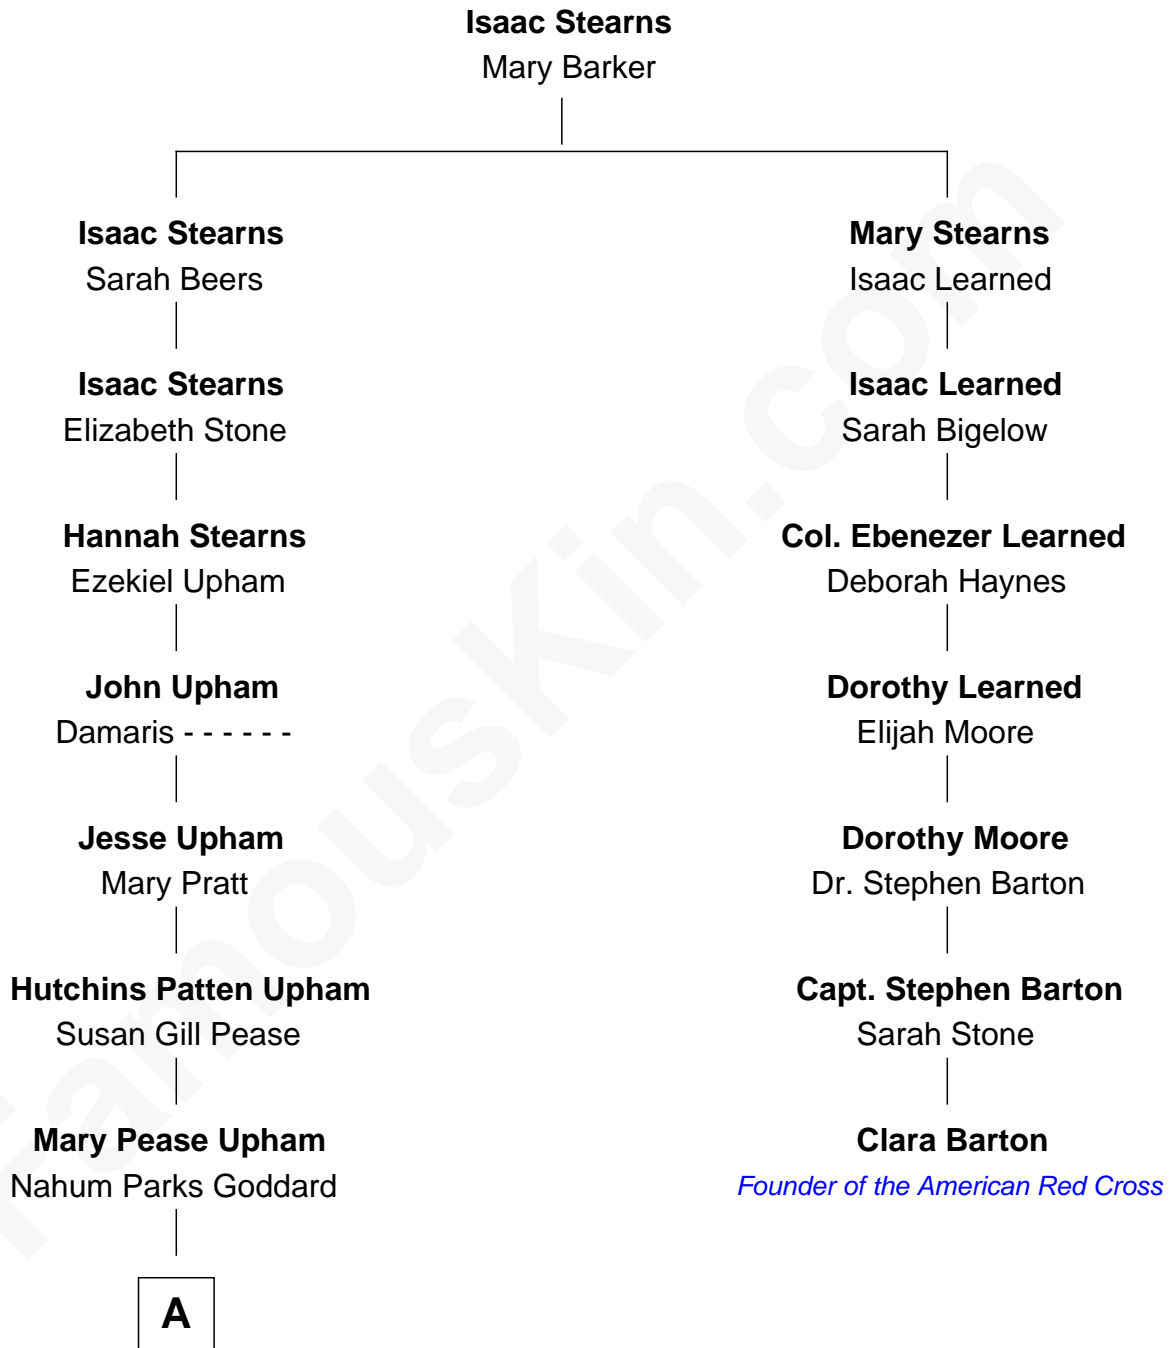 Isaac Stearns
Mary Barker
Isaac Stearns
Sarah Beers
Mary Stearns
Isaac Learned
Isaac Stearns
Elizabeth Stone
Isaac Learned
Sarah Bigelow
Hannah Stearns
Ezekiel Upham
Col. Ebenezer Learned
Deborah Haynes
John Upham
Damaris - - - - - -
Dorothy Learned
Elijah Moore
Jesse Upham
Mary Pratt
Dorothy Moore
Dr. Stephen Barton
Hutchins Patten Upham
Susan Gill Pease
Capt. Stephen Barton
Sarah Stone
Mary Pease Upham
Nahum Parks Goddard
Clara Barton
Founder of the American Red Cross
A
FamousKin.com